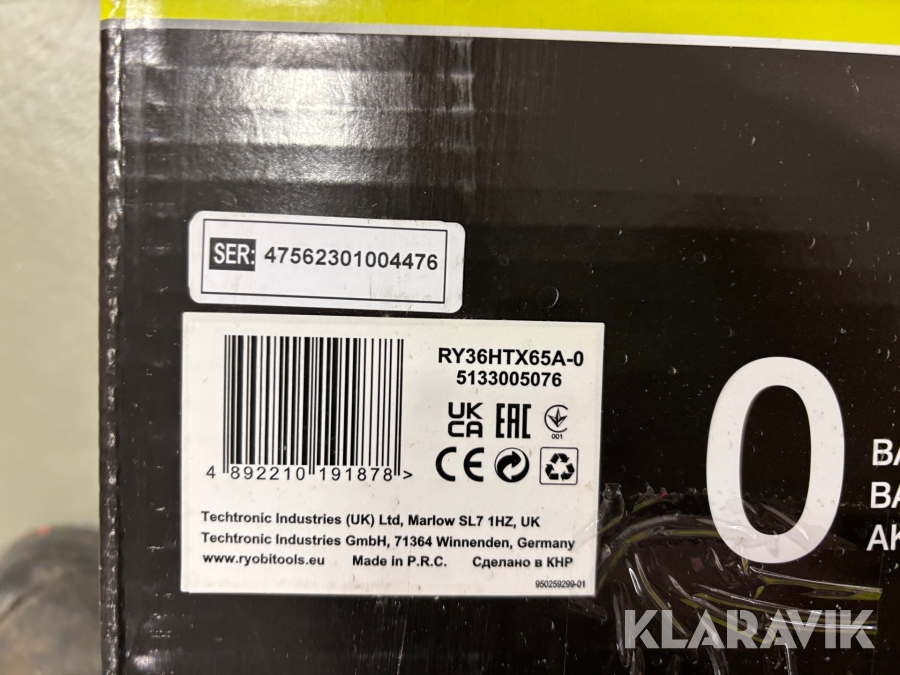 SER: 47562301004476
RY36HTX65A-0
5133005076
UK
CA
EAC
001
CE
4 892210 191878 >
Techtronic Industries (UK) Ltd, Marlow SL7 1HZ, UK
Techtronic Industries GmbH, 71364 Winnenden, Germany
www.ryobitools.eu Made in P.R.C. Сделано в КНР
950259299-01
0
BA
BA
AK
KLARAVIK